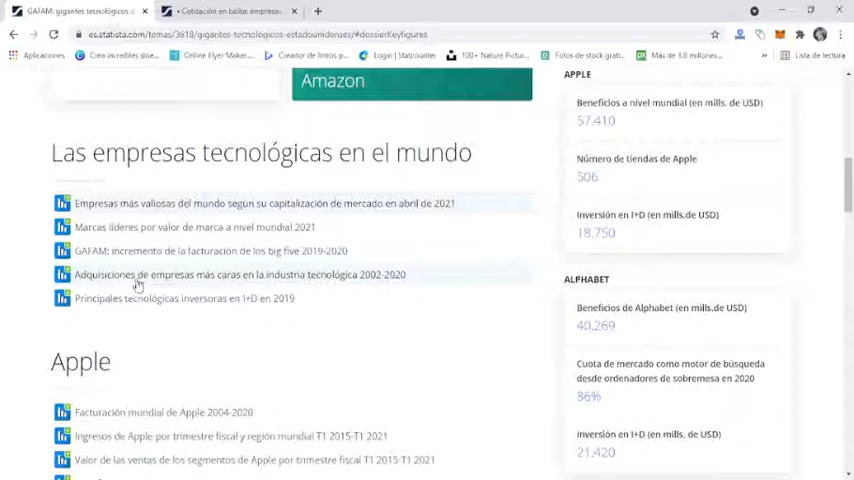 GAFAM: gigantes tecnológicos e
• Cotización en bolsa: empresa
es.statista.com/temas/3618/gigantes-tecnologicos-estadounidenses/#dossierKeyfigures
Aplicaciones
Crea increíbles dise...
Online Flyer Maker...
Creador de lintros p...
Login | Statcounter
100+ Nature Pictur...
Fotos de stock grati...
Más de 1.8 millones...
Lista de lectura
Amazon
Las empresas tecnológicas en el mundo
Empresas más valiosas del mundo según su capitalización de mercado en abril de 2021
Marcas líderes por valor de marca a nivel mundial 2021
GAFAM: incremento de la facturación de los big five 2019-2020
Adquisiciones de empresas más caras en la industria tecnológica 2002-2020
Principales tecnológicas inversoras en I+D en 2019
Apple
Facturación mundial de Apple 2004-2020
Ingresos de Apple por trimestre fiscal y región mundial T1 2015-T1 2021
Valor de las ventas de los segmentos de Apple por trimestre fiscal T1 2015-T1 2021
APPLE
Beneficios a nivel mundial (en mills. de USD)
57.410
Número de tiendas de Apple
506
Inversión en I+D (en mills. de USD)
18.750
ALPHABET
Beneficios de Alphabet (en mills.de USD)
40.269
Cuota de mercado como motor de búsqueda
desde ordenadores de sobremesa en 2020
86%
Inversión en I+D (en mills. de USD)
21.420